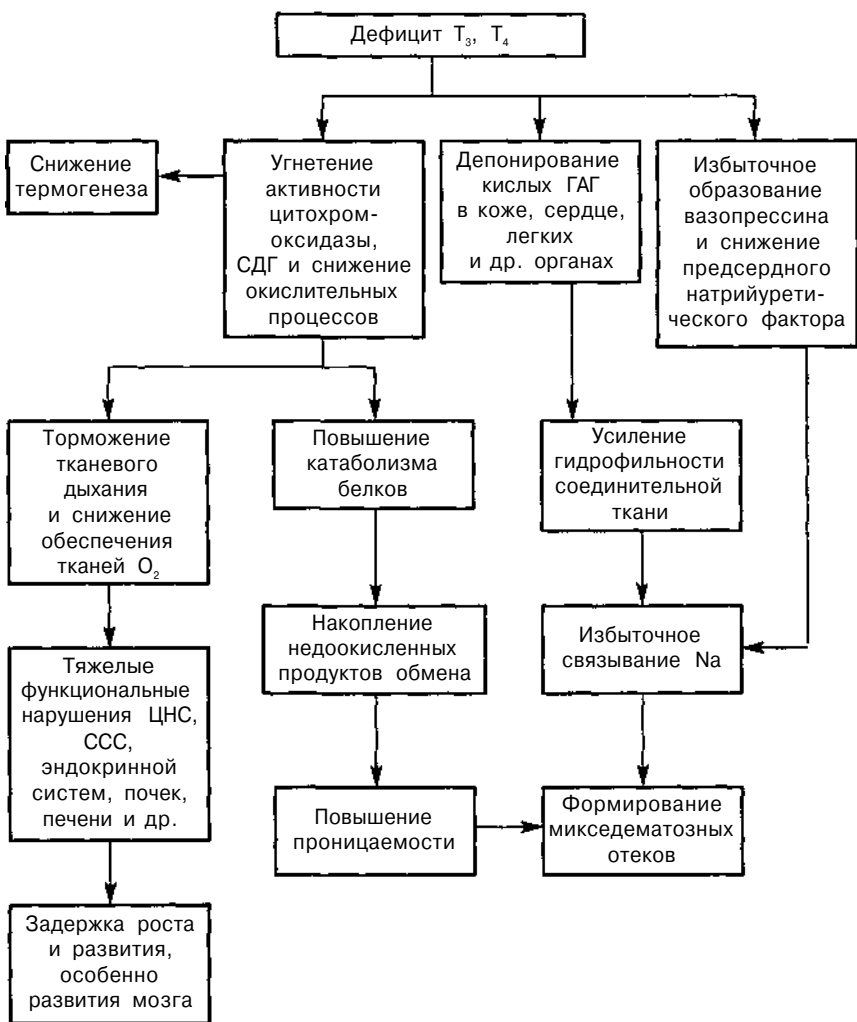 Дефицит Т₃, Т₄
Снижение
термогенеза
Угнетение
активности
цитохром-
оксидазы,
СДГ и снижение
окислительных
процессов
Депонирование
кислых ГАГ
в коже, сердце,
легких
и др. органах
Избыточное
образование
вазопрессина
и снижение
предсердного
натрийурети-
ческого фактора
Торможение
тканевого
дыхания
и снижение
обеспечения
тканей О₂
Повышение
катаболизма
белков
Усиление
гидрофильности
соединительной
ткани
Тяжелые
функциональные
нарушения ЦНС,
ССС,
эндокринной
систем, почек,
печени и др.
Накопление
недоокисленных
продуктов обмена
Избыточное
связывание Na
Повышение
проницаемости
Формирование
микседематозных
отеков
Задержка роста
и развития,
особенно
развития мозга